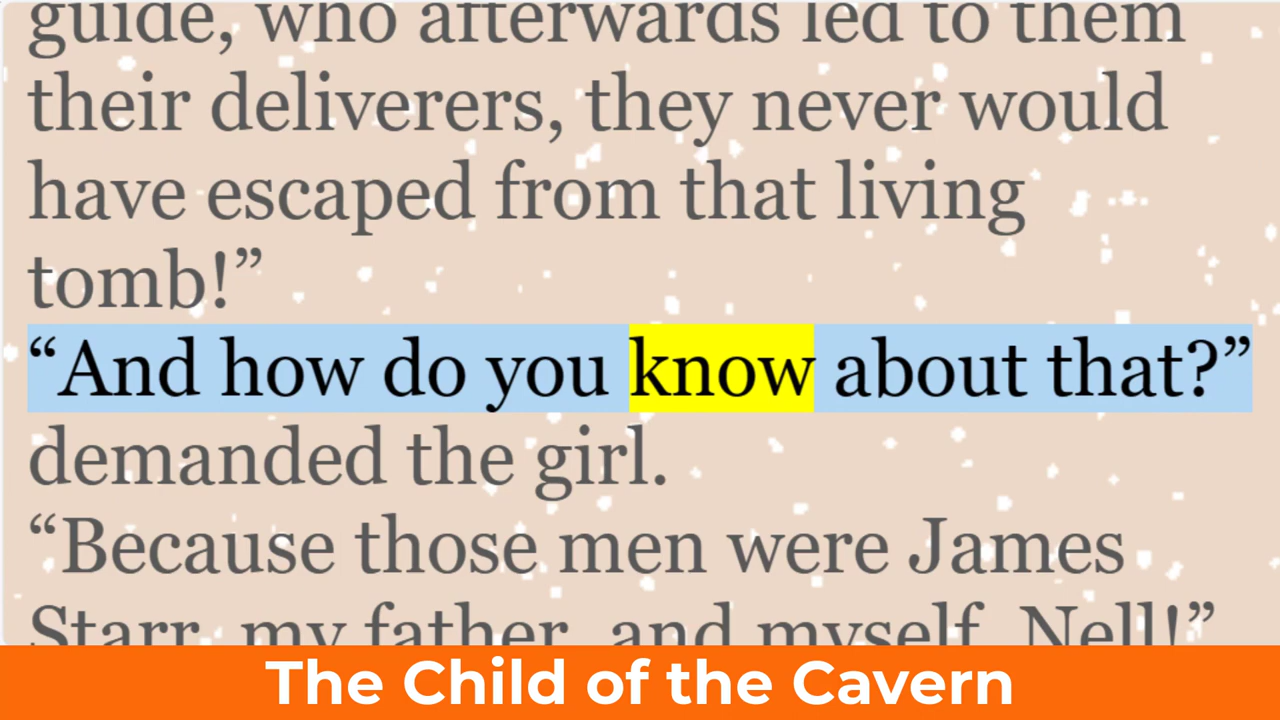 guide, who afterwards led to them
their deliverers, they never would
have escaped from that living
tomb!”
“And how do you know about that?”
demanded the girl.
“Because those men were James
Starr, my father, and myself, Nell!”
The Child of the Cavern